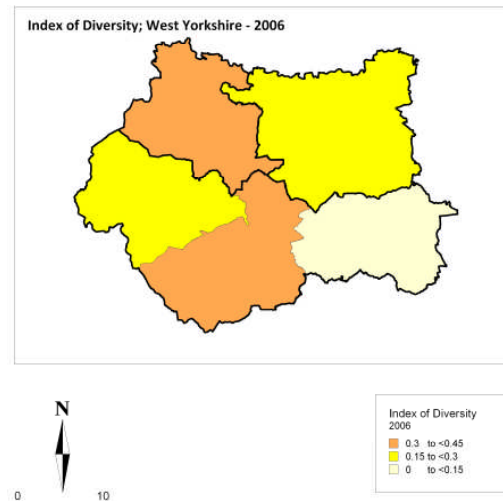 Index of Diversity; West Yorkshire - 2006
N
0 10
Index of Diversity
2006
0.3 to <0.45
0.15 to <0.3
0 to <0.15